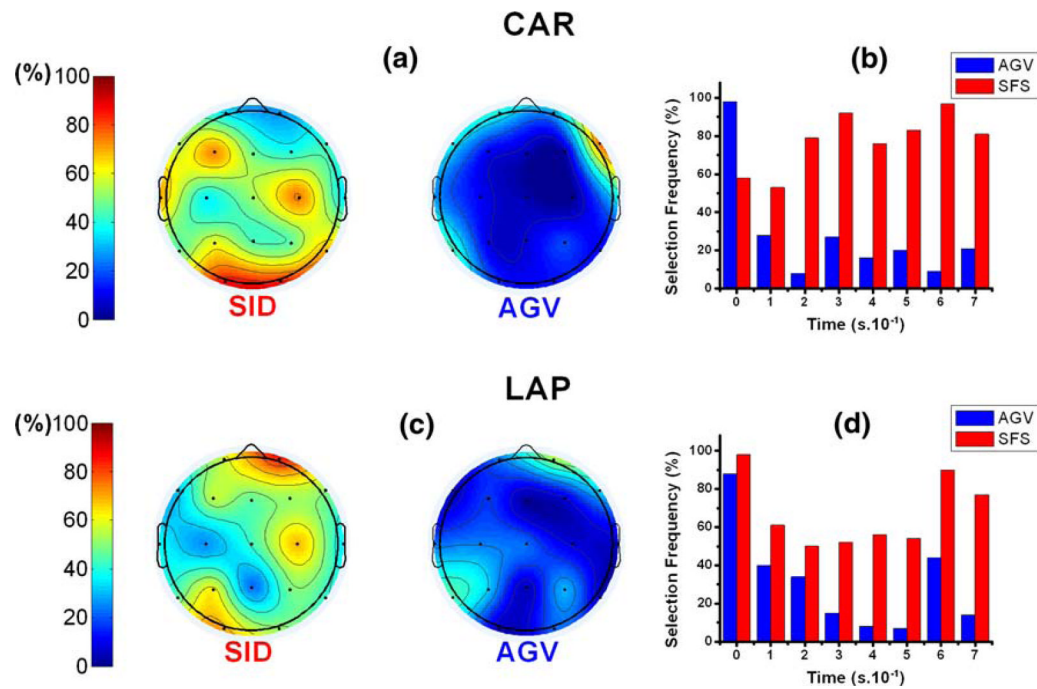 CAR
(a)
(%)
100
80
60
40
20
0
SID
AGV
(b)
AGV
SFS
Selection Frequency (%)
100
80
60
40
20
0
0 1 2 3 4 5 6 7
Time (s.10⁻¹)
LAP
(c)
(%)
100
80
60
40
20
0
SID
AGV
(d)
AGV
SFS
Selection Frequency (%)
100
80
60
40
20
0
0 1 2 3 4 5 6 7
Time (s.10⁻¹)